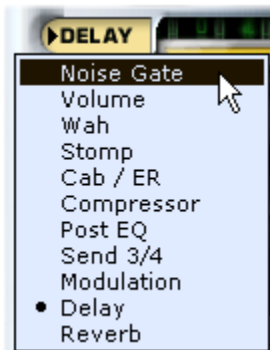 DELAY
Noise Gate
Volume
Wah
Stomp
Cab / ER
Compressor
Post EQ
Send 3/4
Modulation
Delay
Reverb